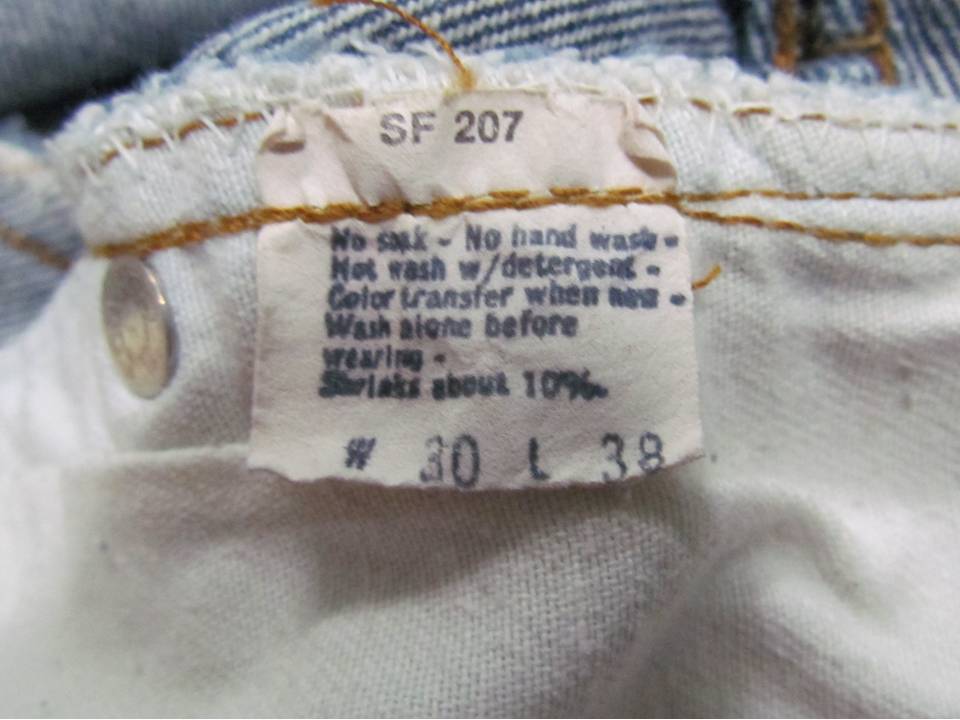 SF 207
No soak - No hand wash -
Hot wash w/detergent -
Color transfer when new -
Wash alone before
wearing -
Shrinks about 10%.
W 30 L 38